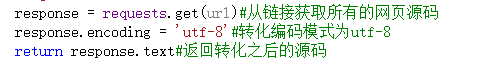 response = requests.get(url)#从链接获取所有的网页源码
response.encoding = 'utf-8'#转化编码模式为utf-8
return response.text#返回转化之后的源码